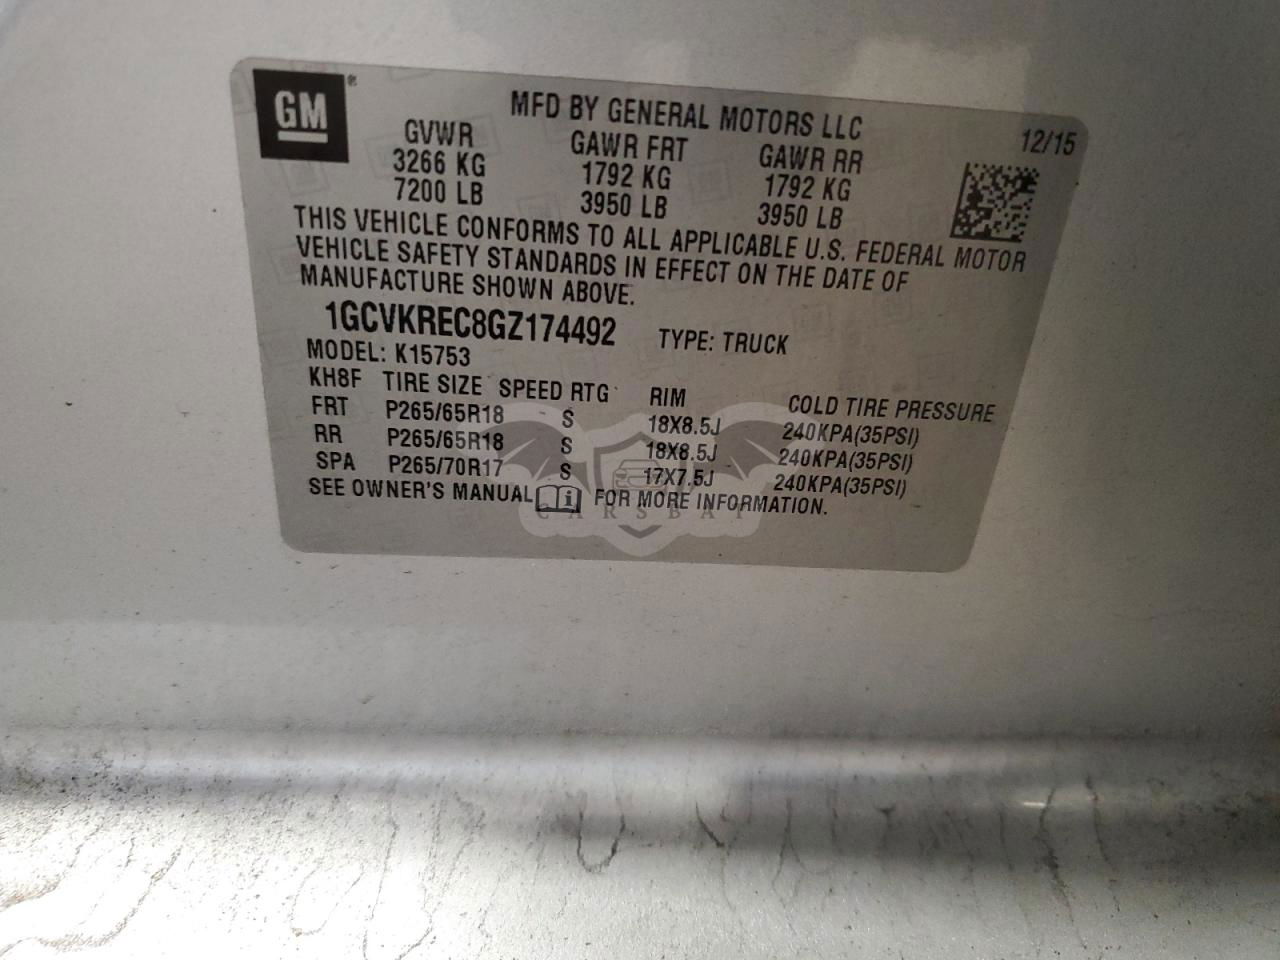 GM ®
MFD BY GENERAL MOTORS LLC
12/15
GVWR GAWR FRT GAWR RR
3266 KG 1792 KG 1792 KG
7200 LB 3950 LB 3950 LB
THIS VEHICLE CONFORMS TO ALL APPLICABLE U.S. FEDERAL MOTOR
VEHICLE SAFETY STANDARDS IN EFFECT ON THE DATE OF
MANUFACTURE SHOWN ABOVE.
1GCVKREC8GZ174492 TYPE: TRUCK
MODEL: K15753
KH8F TIRE SIZE SPEED RTG RIM COLD TIRE PRESSURE
FRT P265/65R18 S 18X8.5J 240KPA(35PSI)
RR P265/65R18 S 18X8.5J 240KPA(35PSI)
SPA P265/70R17 S 17X7.5J 240KPA(35PSI)
SEE OWNER'S MANUAL FOR MORE INFORMATION.
CARSBAT